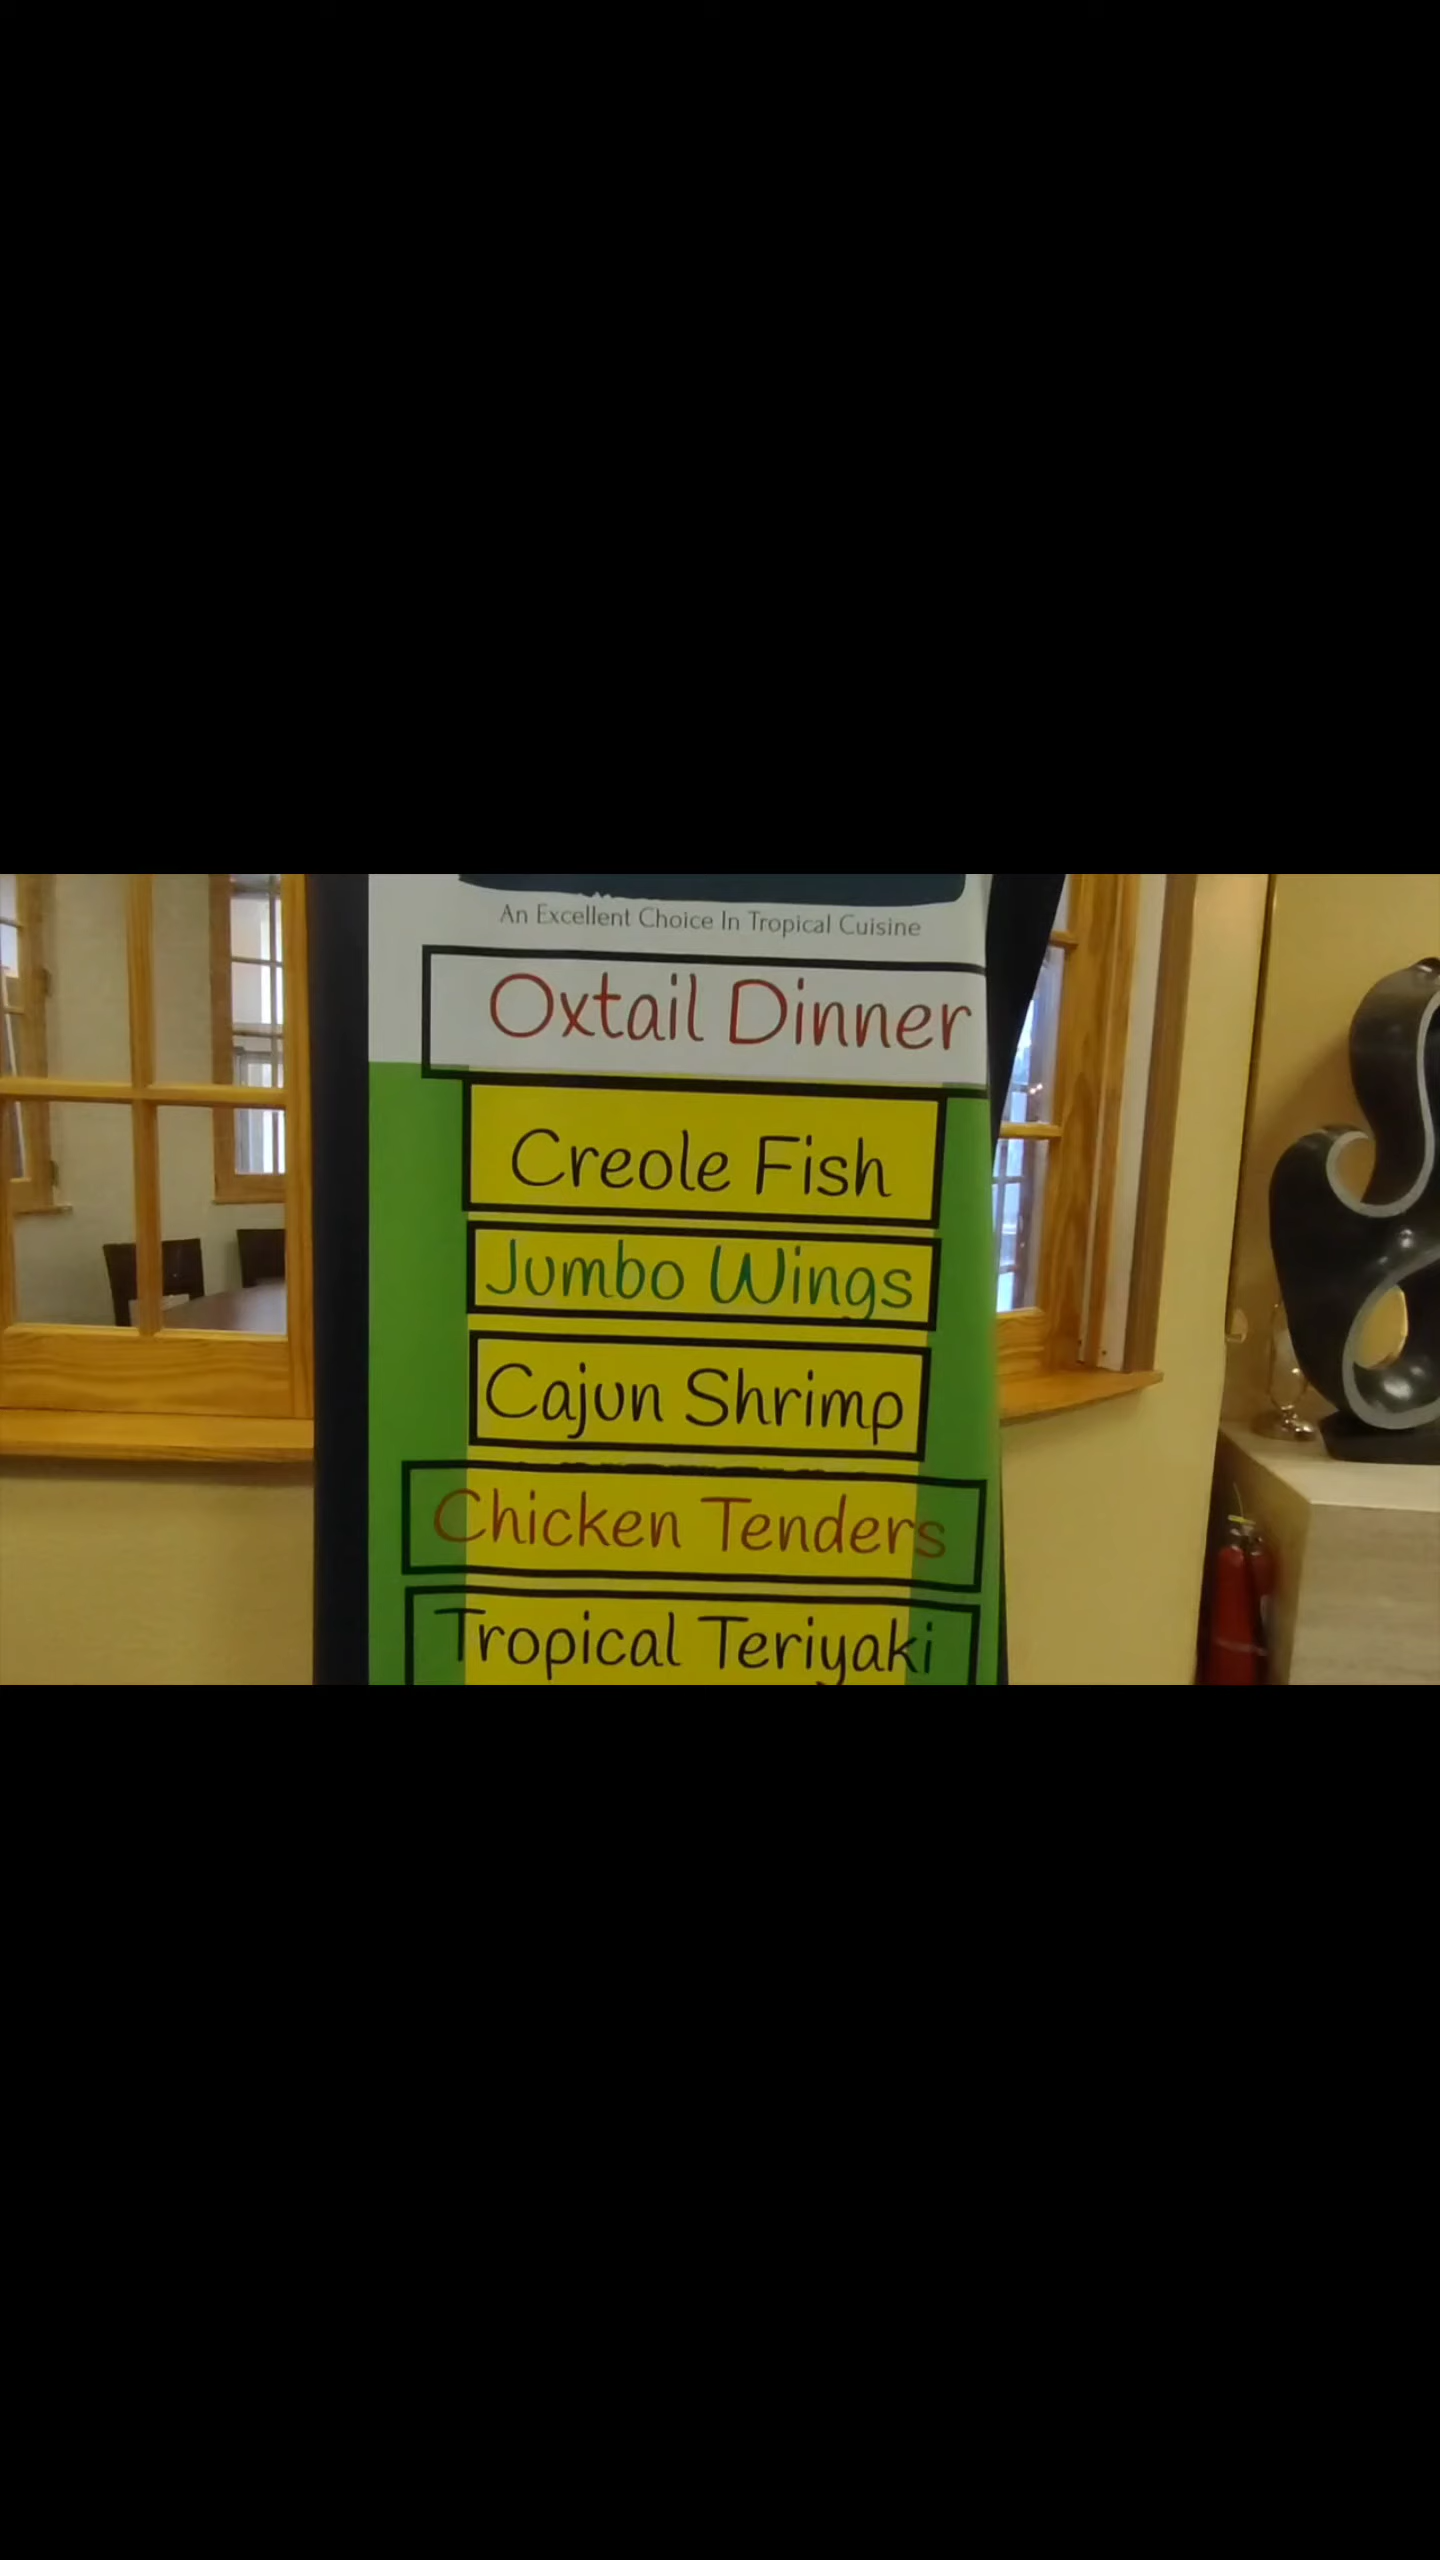 An Excellent Choice In Tropical Cuisine
Oxtail Dinner
Creole Fish
Jumbo Wings
Cajun Shrimp
Chicken Tenders
Tropical Teriyaki